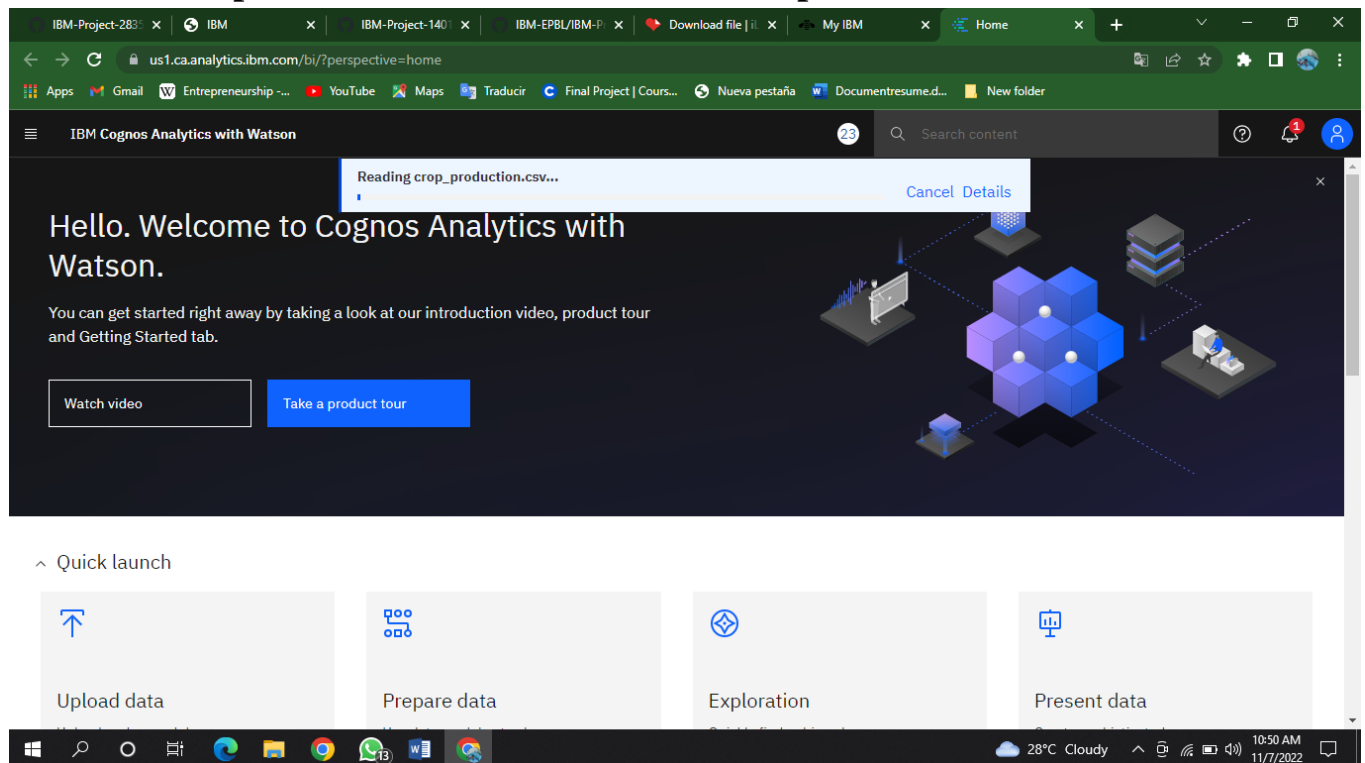 IBM-Project-2835
IBM
IBM-Project-1401
IBM-EPBL/IBM-Pr
Download file | iL
My IBM
Home
us1.ca.analytics.ibm.com/bi/?perspective=home
Apps
Gmail
Entrepreneurship -...
YouTube
Maps
Traducir
Final Project | Cours...
Nueva pestaña
Documentresume.d...
New folder
IBM Cognos Analytics with Watson
23
Search content
1
Reading crop_production.csv...
Cancel Details
Hello. Welcome to Cognos Analytics with
Watson.
You can get started right away by taking a look at our introduction video, product tour
and Getting Started tab.
Watch video
Take a product tour
Quick launch
Upload data
Prepare data
Exploration
Present data
13
28°C Cloudy
10:50 AM
11/7/2022